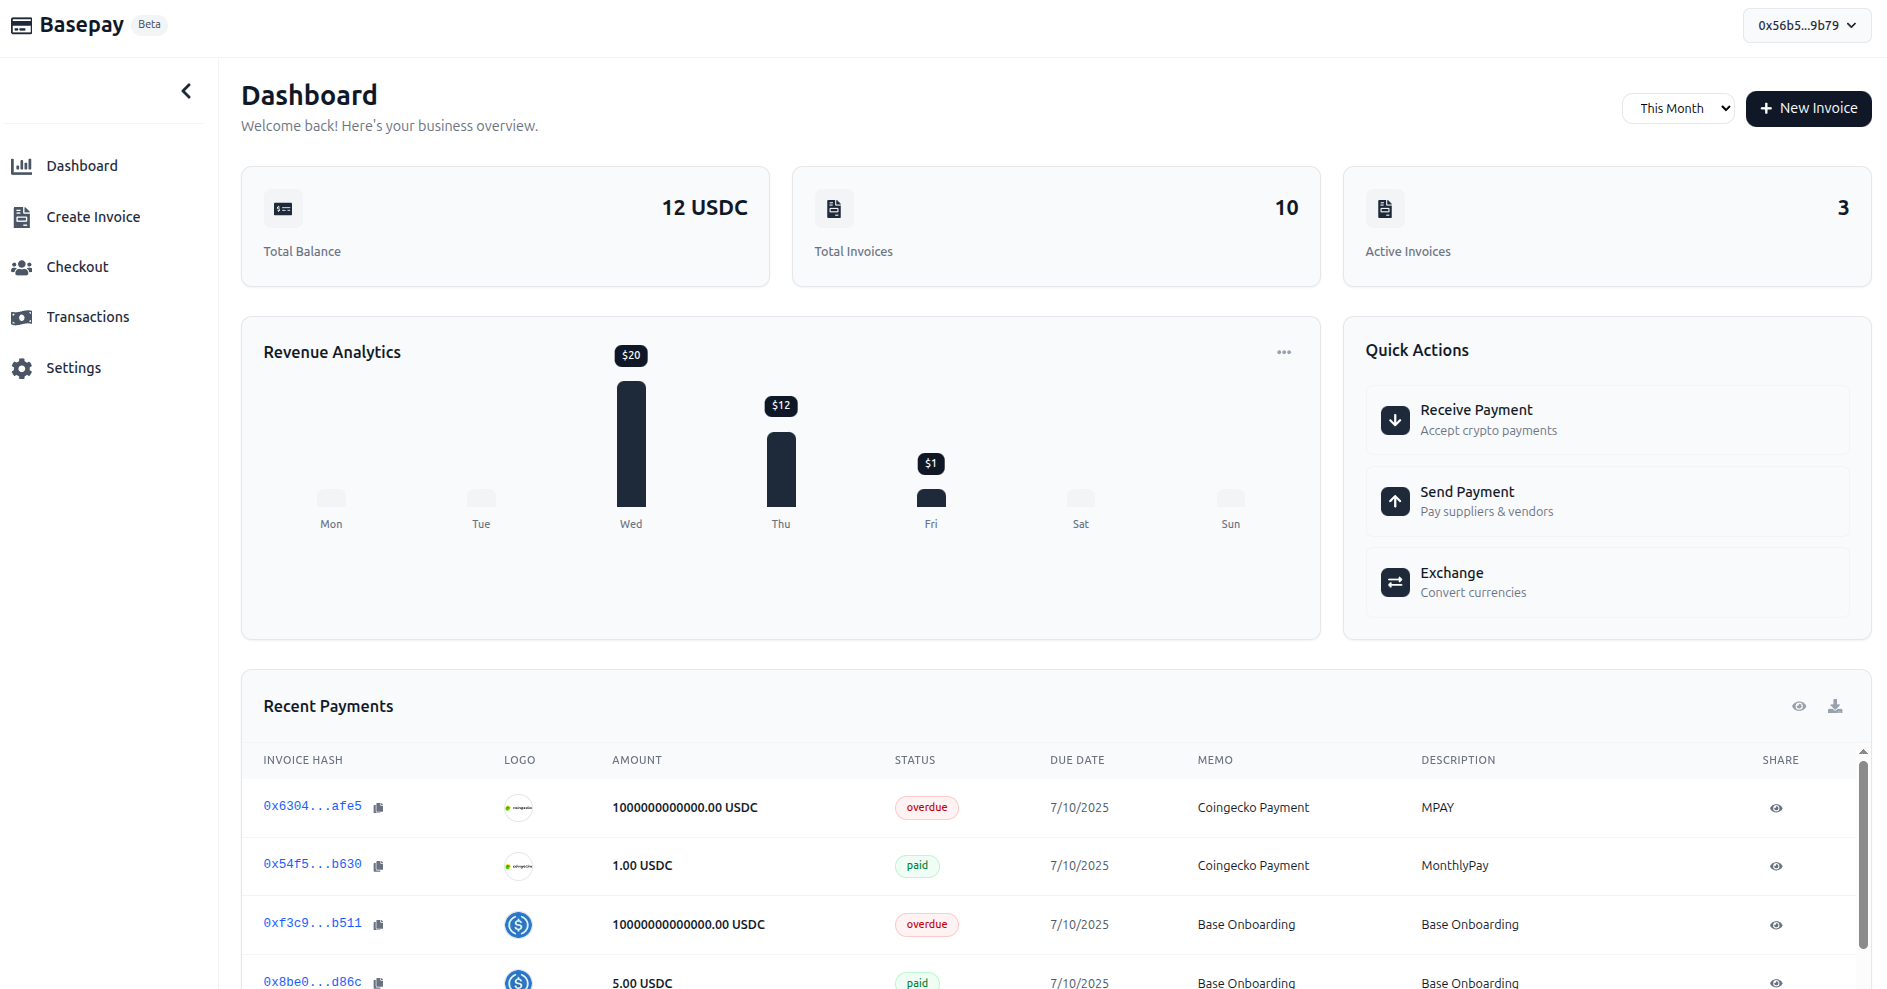 Basepay Beta
0x56b5...9b79
Dashboard
Welcome back! Here's your business overview.
This Month
+ New Invoice
Dashboard
Create Invoice
Checkout
Transactions
Settings
12 USDC
Total Balance
10
Total Invoices
3
Active Invoices
Revenue Analytics
$20
$12
$1
Mon Tue Wed Thu Fri Sat Sun
Quick Actions
Receive Payment
Accept crypto payments
Send Payment
Pay suppliers & vendors
Exchange
Convert currencies
Recent Payments
INVOICE HASH LOGO AMOUNT STATUS DUE DATE MEMO DESCRIPTION SHARE
0x6304...afe5 coingecko 1000000000000.00 USDC overdue 7/10/2025 Coingecko Payment MPAY
0x54f5...b630 coingecko 1.00 USDC paid 7/10/2025 Coingecko Payment MonthlyPay
0xf3c9...b511 10000000000000.00 USDC overdue 7/10/2025 Base Onboarding Base Onboarding
0x8be0...d86c 5.00 USDC paid 7/10/2025 Base Onboarding Base Onboarding